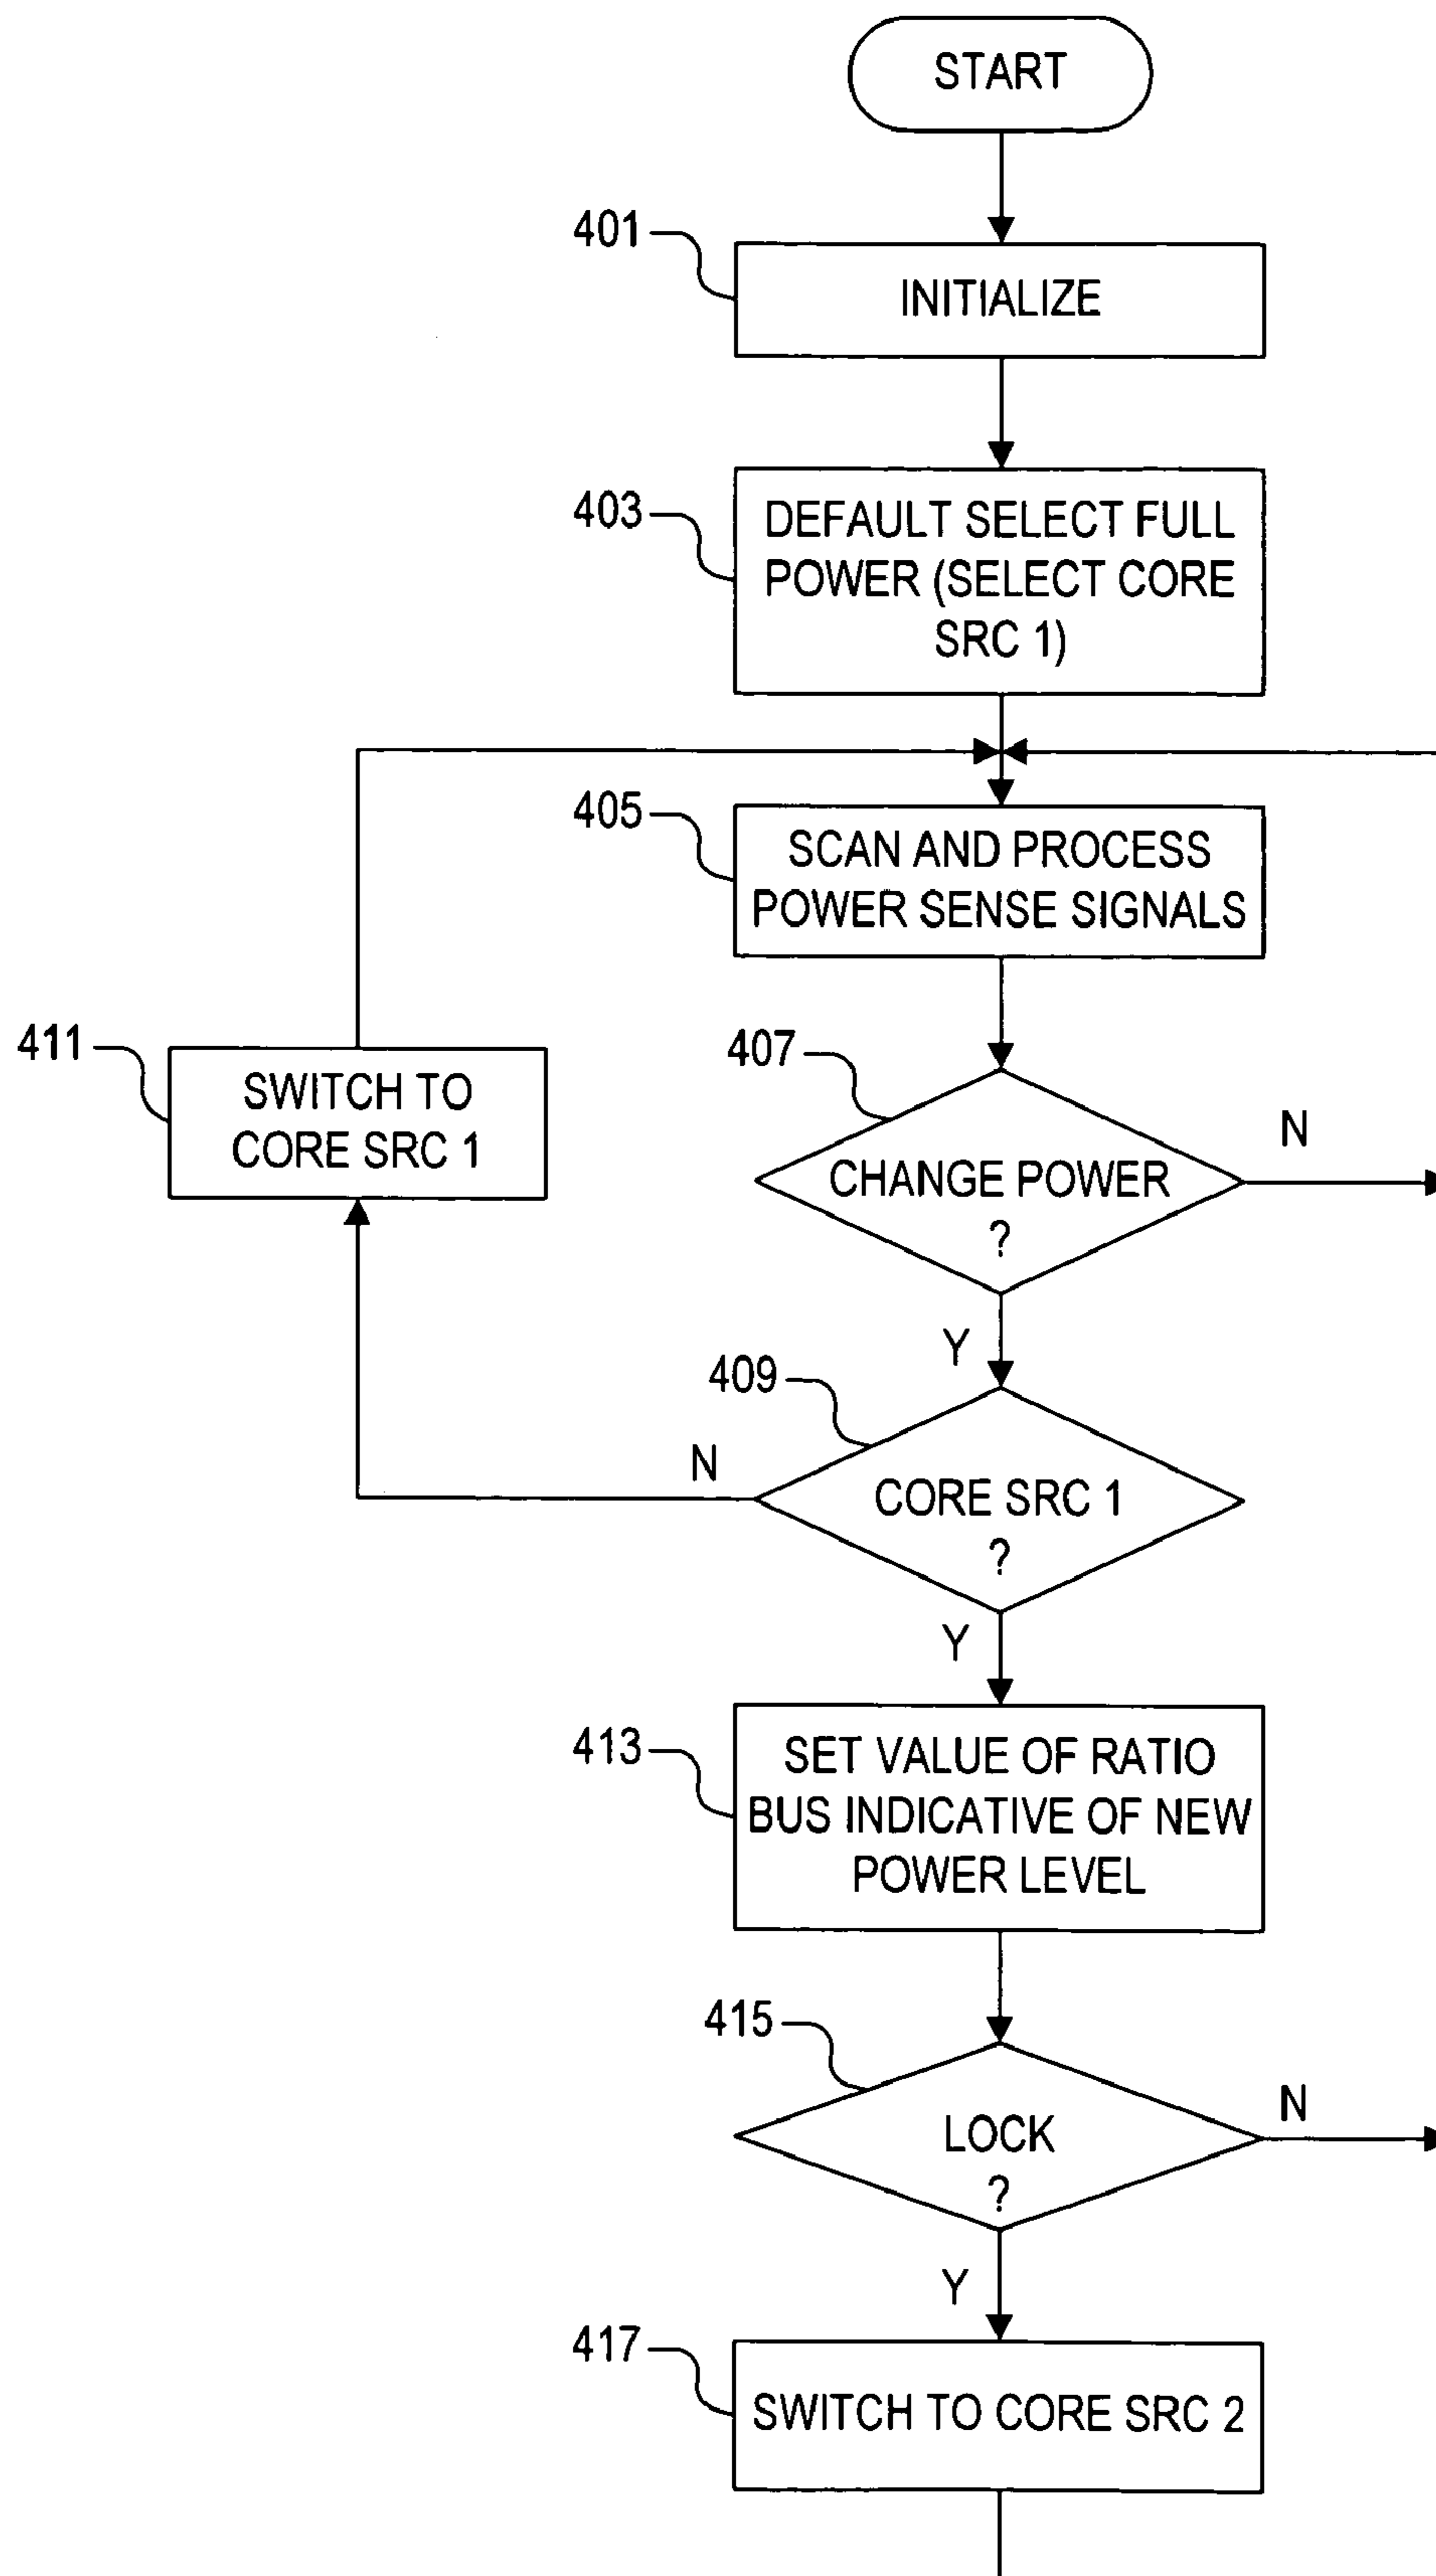 START
401
INITIALIZE
403
DEFAULT SELECT FULL
POWER (SELECT CORE
SRC 1)
405
SCAN AND PROCESS
POWER SENSE SIGNALS
411
SWITCH TO
CORE SRC 1
407
CHANGE POWER
?
N
Y
409
N
CORE SRC 1
?
Y
413
SET VALUE OF RATIO
BUS INDICATIVE OF NEW
POWER LEVEL
415
LOCK
?
N
Y
417
SWITCH TO CORE SRC 2